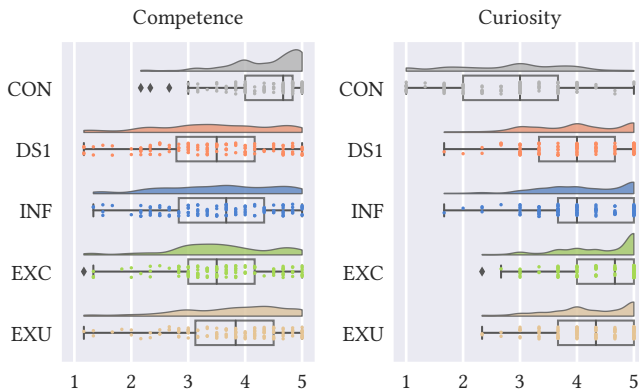 Competence
CON
DS1
INF
EXC
EXU
1 2 3 4 5
Curiosity
CON
DS1
INF
EXC
EXU
1 2 3 4 5